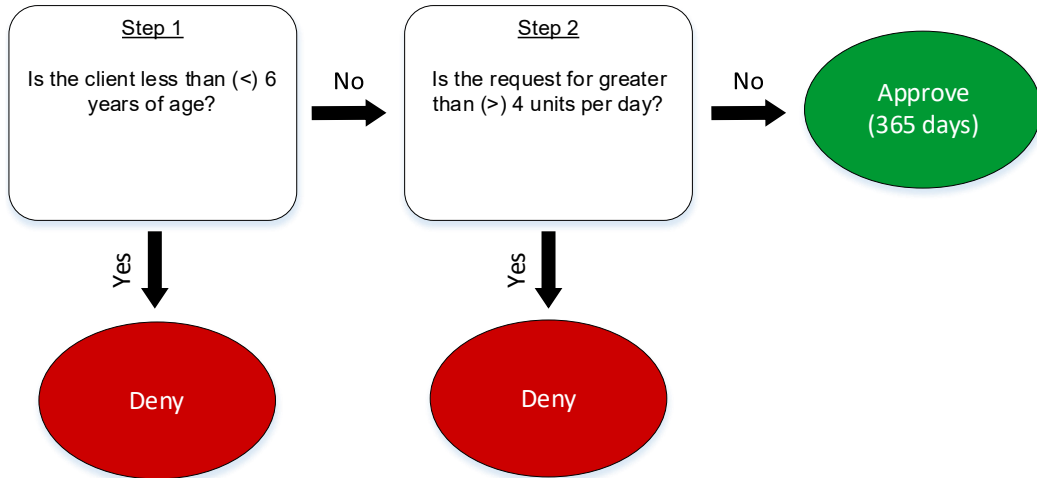 Step 1
Is the client less than (<) 6
years of age?
No
Step 2
Is the request for greater
than (>) 4 units per day?
No
Approve
(365 days)
Yes
Yes
Deny
Deny